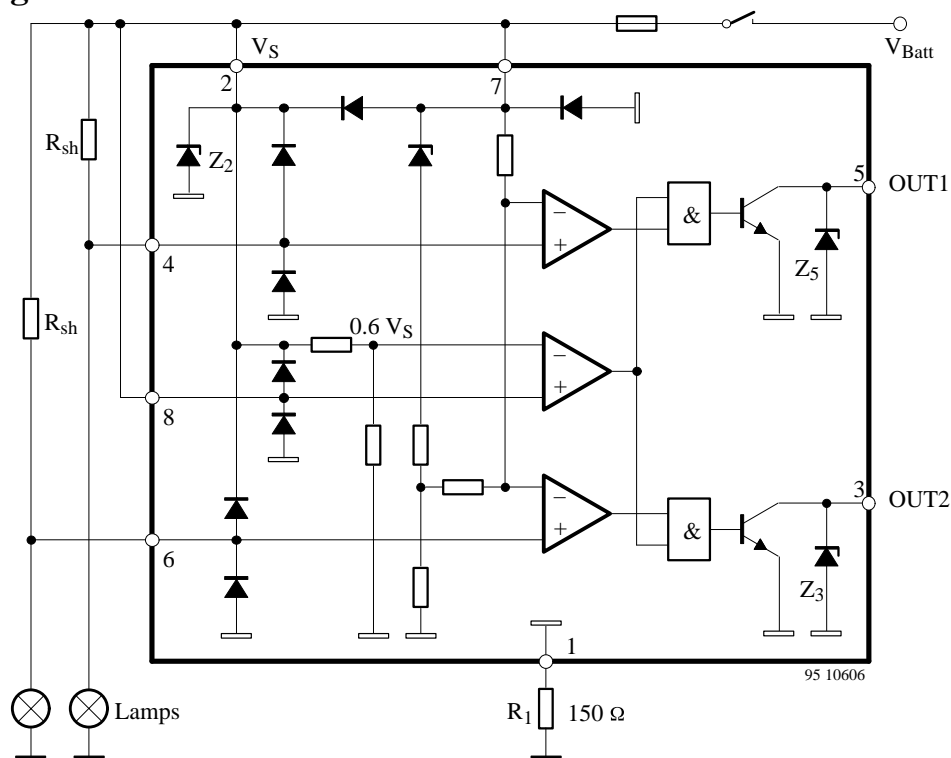 g
V_S
V_Batt
2
7
R_sh
Z_2
−
+
&
5
OUT1
4
Z_5
R_sh
0.6 V_S
−
+
8
−
+
&
3
OUT2
6
Z_3
1
95 10606
Lamps
R_1
150 Ω